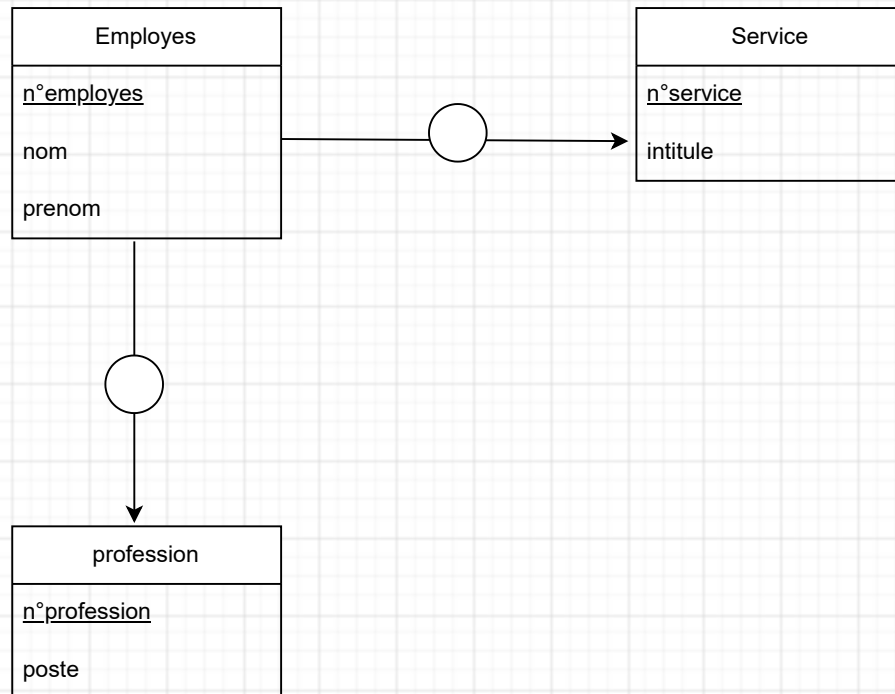 Employes
n°employes
nom
prenom
Service
n°service
intitule
profession
n°profession
poste